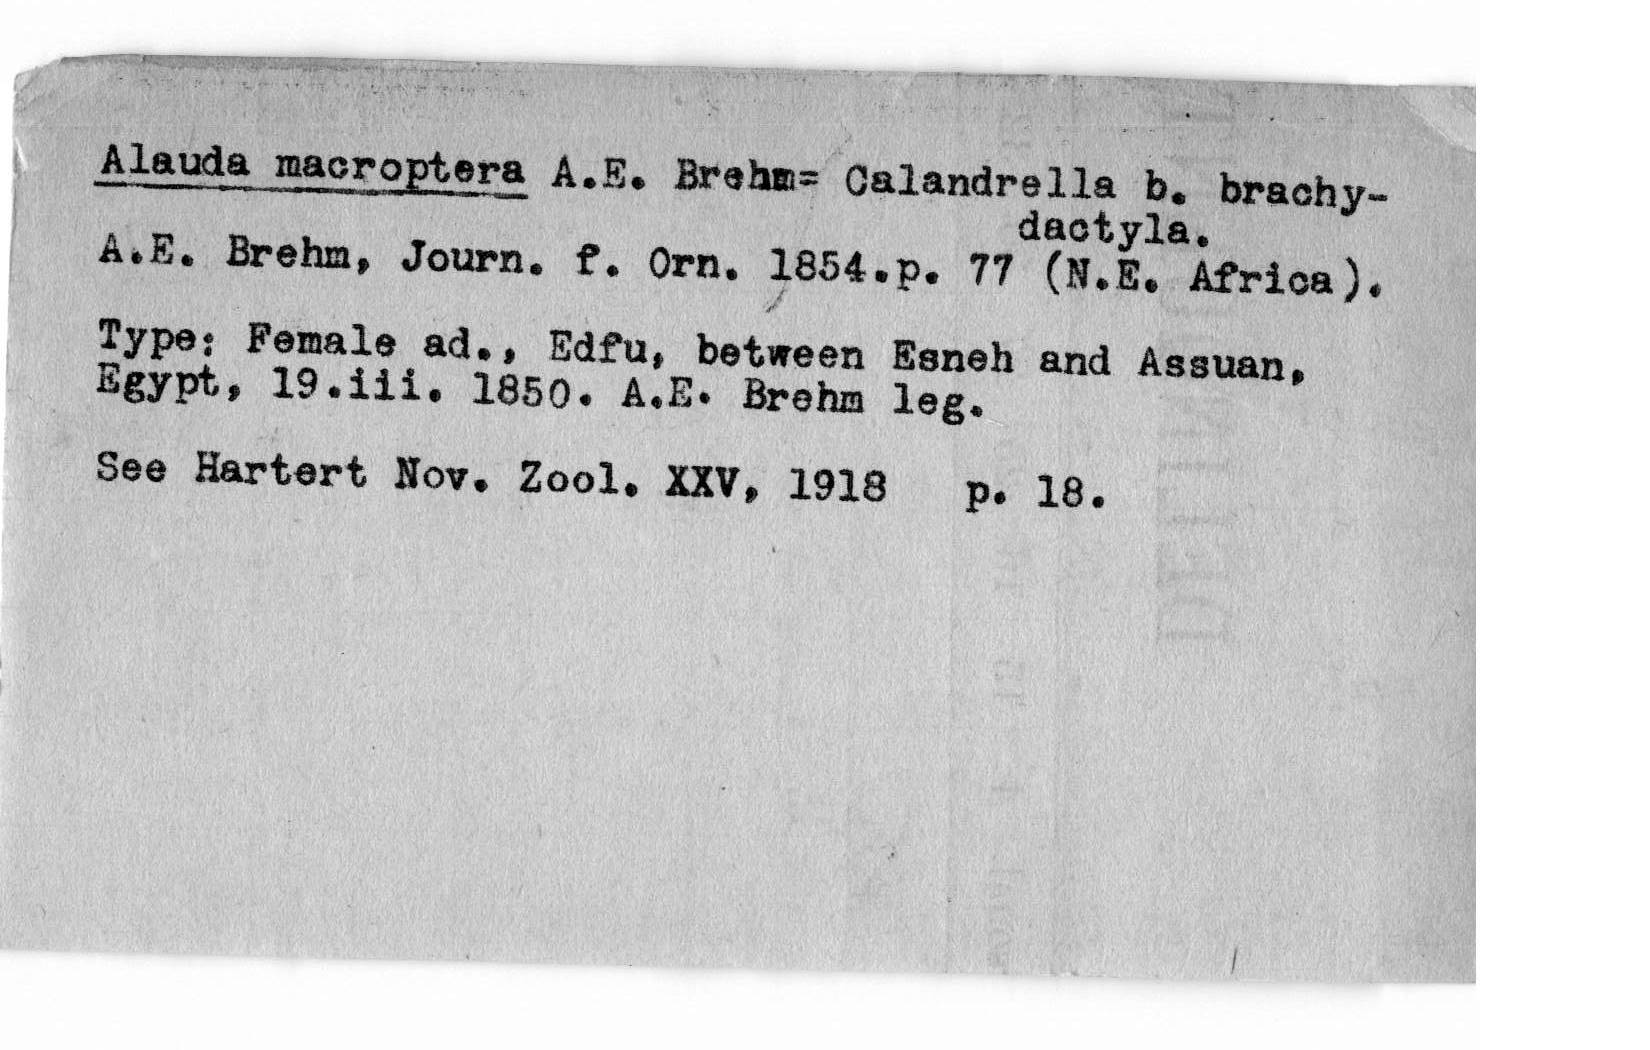 Alauda macroptera A.E. Brehm= Calandrella b. brachy-
dactyla.
A.E. Brehm, Journ. f. Orn. 1854.p. 77 (N.E. Africa).
Type: Female ad., Edfu, between Esneh and Assuan,
Egypt, 19.iii. 1850. A.E. Brehm leg.
See Hartert Nov. Zool. XXV, 1918 p. 18.